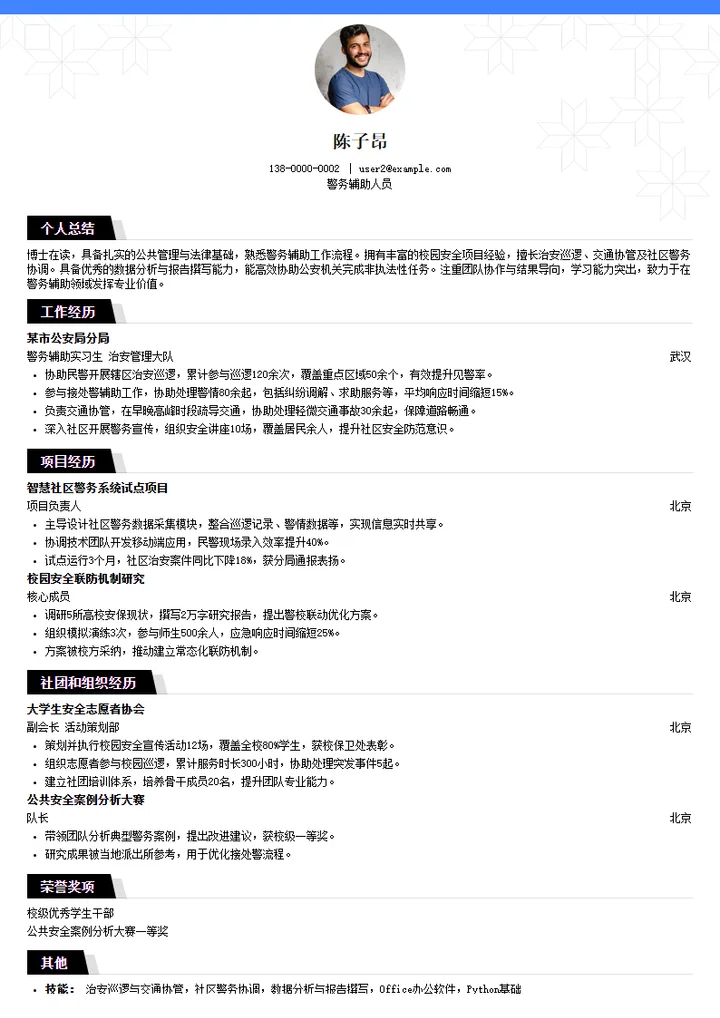 陈子昂
138-0000-0002 | user2@example.com
警务辅助人员
个人总结
博士在读，具备扎实的公共管理与法律基础，熟悉警务辅助工作流程。拥有丰富的校园安全项目经验，擅长治安巡逻、交通协管及社区警务
协调。具备优秀的数据分析与报告撰写能力，能高效协助公安机关完成非执法性任务。注重团队协作与结果导向，学习能力突出，致力于在
警务辅助领域发挥专业价值。
工作经历
某市公安局分局
警务辅助实习生 治安管理大队 武汉
• 协助民警开展辖区治安巡逻，累计参与巡逻120余次，覆盖重点区域50余个，有效提升见警率。
• 参与接处警辅助工作，协助处理警情80余起，包括纠纷调解、求助服务等，平均响应时间缩短15%。
• 负责交通协管，在早晚高峰时段疏导交通，协助处理轻微交通事故30余起，保障道路畅通。
• 深入社区开展警务宣传，组织安全讲座10场，覆盖居民余人，提升社区安全防范意识。
项目经历
智慧社区警务系统试点项目
项目负责人 北京
• 主导设计社区警务数据采集模块，整合巡逻记录、警情数据等，实现信息实时共享。
• 协调技术团队开发移动端应用，民警现场录入效率提升40%。
• 试点运行3个月，社区治安案件同比下降18%，获分局通报表扬。
校园安全联防机制研究
核心成员 北京
• 调研5所高校安保现状，撰写2万字研究报告，提出警校联动优化方案。
• 组织模拟演练3次，参与师生500余人，应急响应时间缩短25%。
• 方案被校方采纳，推动建立常态化联防机制。
社团和组织经历
大学生安全志愿者协会
副会长 活动策划部 北京
• 策划并执行校园安全宣传活动12场，覆盖全校80%学生，获校保卫处表彰。
• 组织志愿者参与校园巡逻，累计服务时长300小时，协助处理突发事件5起。
• 建立社团培训体系，培养骨干成员20名，提升团队专业能力。
公共安全案例分析大赛
队长 北京
• 带领团队分析典型警务案例，提出改进建议，获校级一等奖。
• 研究成果被当地派出所参考，用于优化接处警流程。
荣誉奖项
校级优秀学生干部
公共安全案例分析大赛一等奖
其他
• 技能： 治安巡逻与交通协管，社区警务协调，数据分析与报告撰写，Office办公软件，Python基础